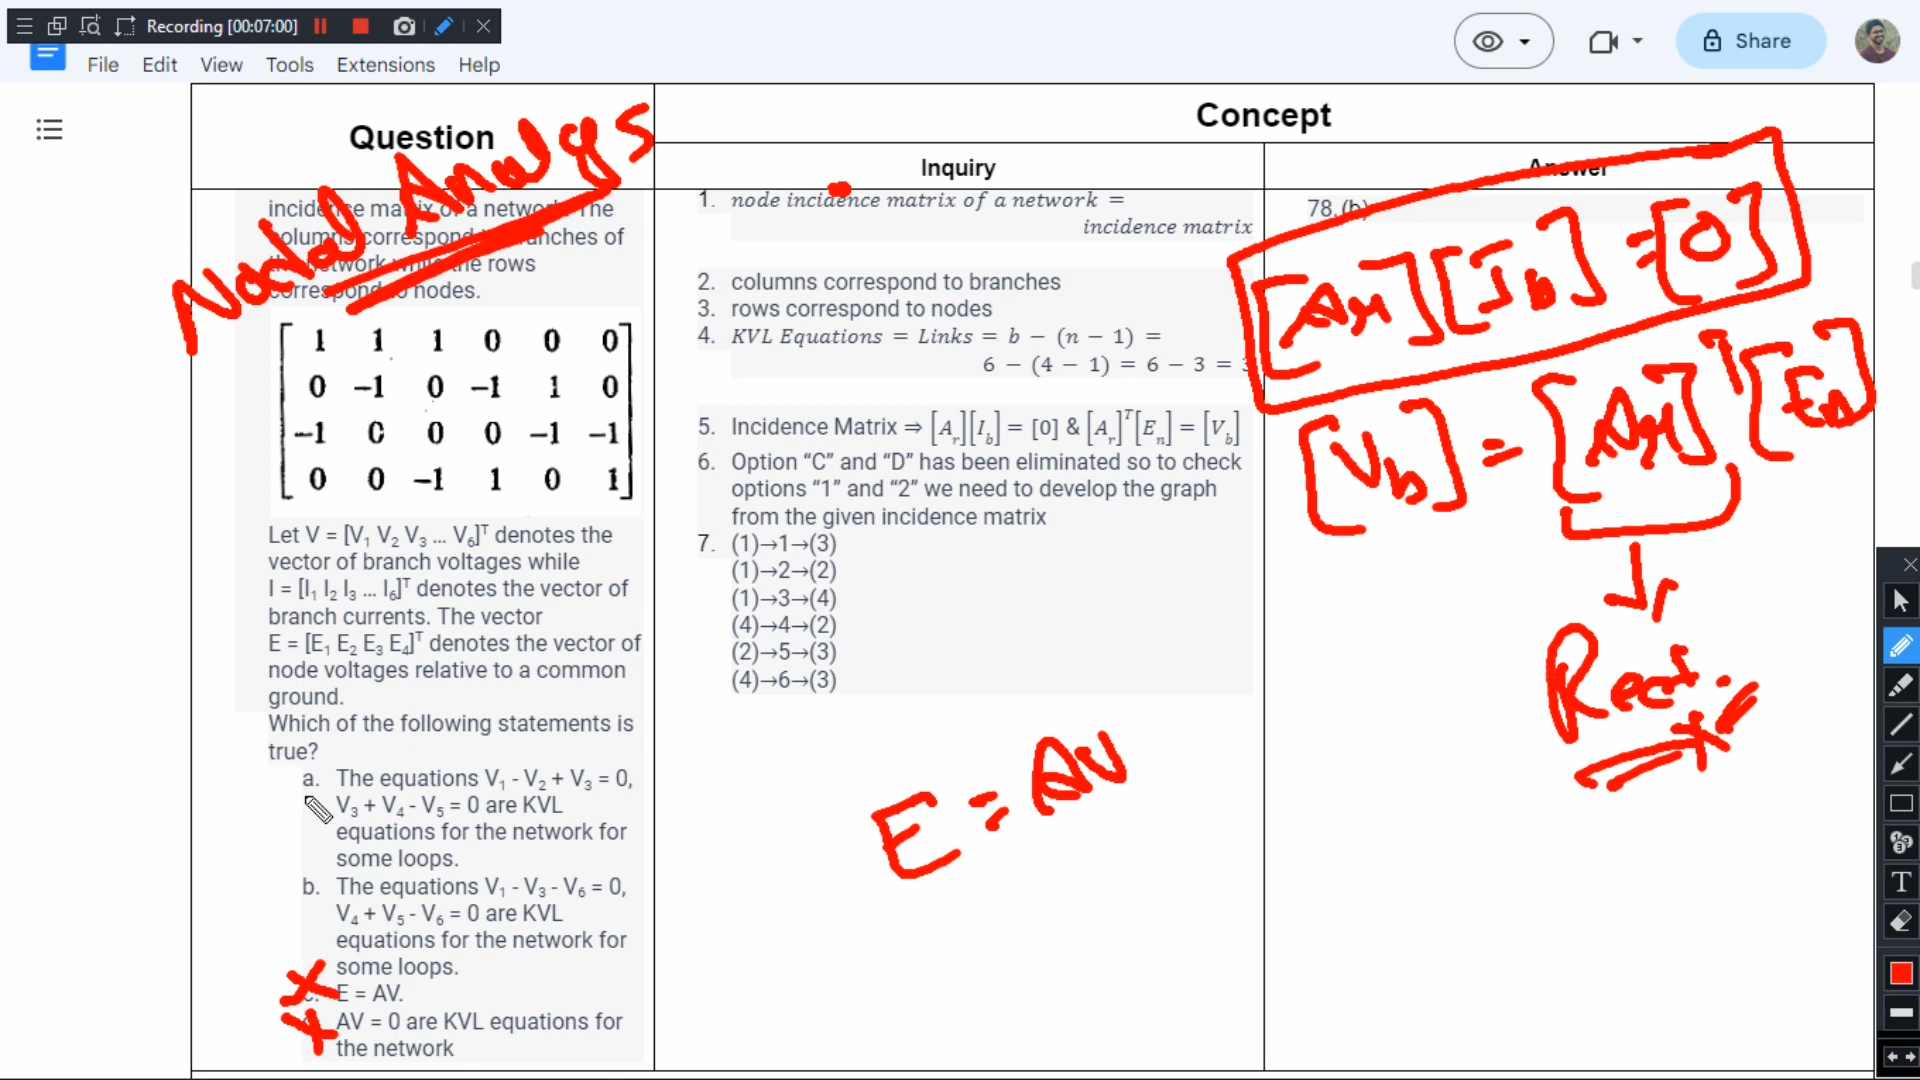 Recording [00:07:00]
File Edit View Tools Extensions Help
Share
Question
Concept
Inquiry
Answer
Nodal Analysis
incidence matrix of a network. The
columns correspond to branches of
the network while the rows
correspond to nodes.
1 1 1 0 0 0
0 -1 0 -1 1 0
-1 0 0 0 -1 -1
0 0 -1 1 0 1
Let V = [V₁ V₂ V₃ ... V₆]ᵀ denotes the
vector of branch voltages while
I = [I₁ I₂ I₃ ... I₆]ᵀ denotes the vector of
branch currents. The vector
E = [E₁ E₂ E₃ E₄]ᵀ denotes the vector of
node voltages relative to a common
ground.
Which of the following statements is
true?
a. The equations V₁ - V₂ + V₃ = 0,
V₃ + V₄ - V₅ = 0 are KVL
equations for the network for
some loops.
b. The equations V₁ - V₃ - V₆ = 0,
V₄ + V₅ - V₆ = 0 are KVL
equations for the network for
some loops.
c. E = AV.
AV = 0 are KVL equations for
the network
1. node incidence matrix of a network =
incidence matrix
2. columns correspond to branches
3. rows correspond to nodes
4. KVL Equations = Links = b − (n − 1) =
6 − (4 − 1) = 6 − 3 = 3
5. Incidence Matrix ⇒ [Aᵣ][I_b] = [0] & [Aᵣ]ᵀ[Eₙ] = [V_b]
6. Option “C” and “D” has been eliminated so to check
options “1” and “2” we need to develop the graph
from the given incidence matrix
7. (1)→1→(3)
(1)→2→(2)
(1)→3→(4)
(4)→4→(2)
(2)→5→(3)
(4)→6→(3)
E = AV
78.(b)
[Aᵣ][I_b] = [0]
[V_b] = [Aᵣ]ᵀ[Eₙ]